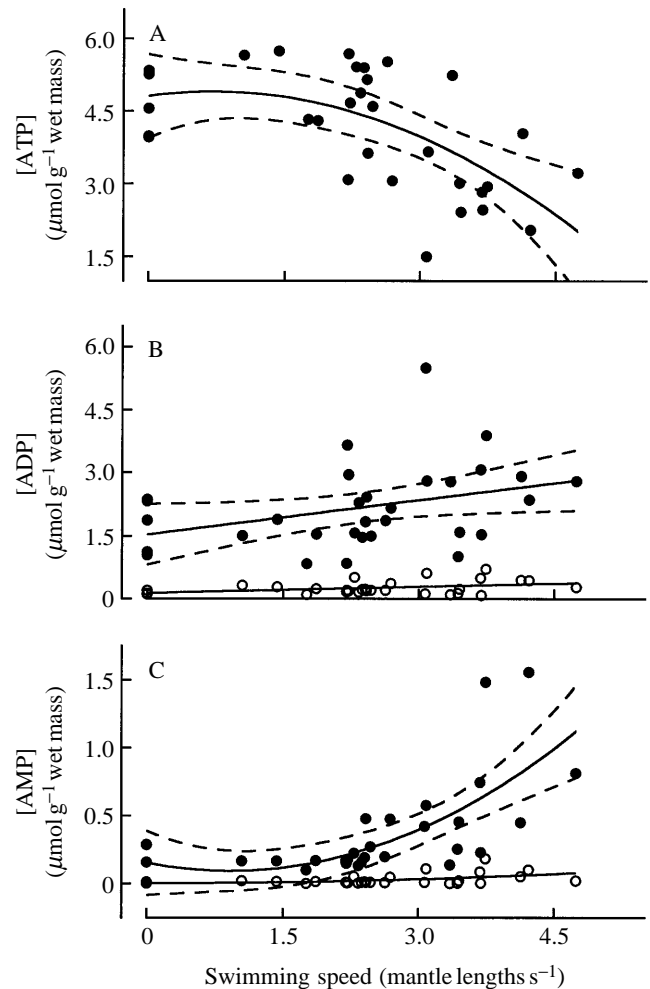 A
[ATP]
(μmol g⁻¹ wet mass)
6.0
4.5
3.0
1.5
B
[ADP]
(μmol g⁻¹ wet mass)
6.0
4.5
3.0
1.5
0
C
[AMP]
(μmol g⁻¹ wet mass)
1.5
1.0
0.5
0
0 1.5 3.0 4.5
Swimming speed (mantle lengths s⁻¹)